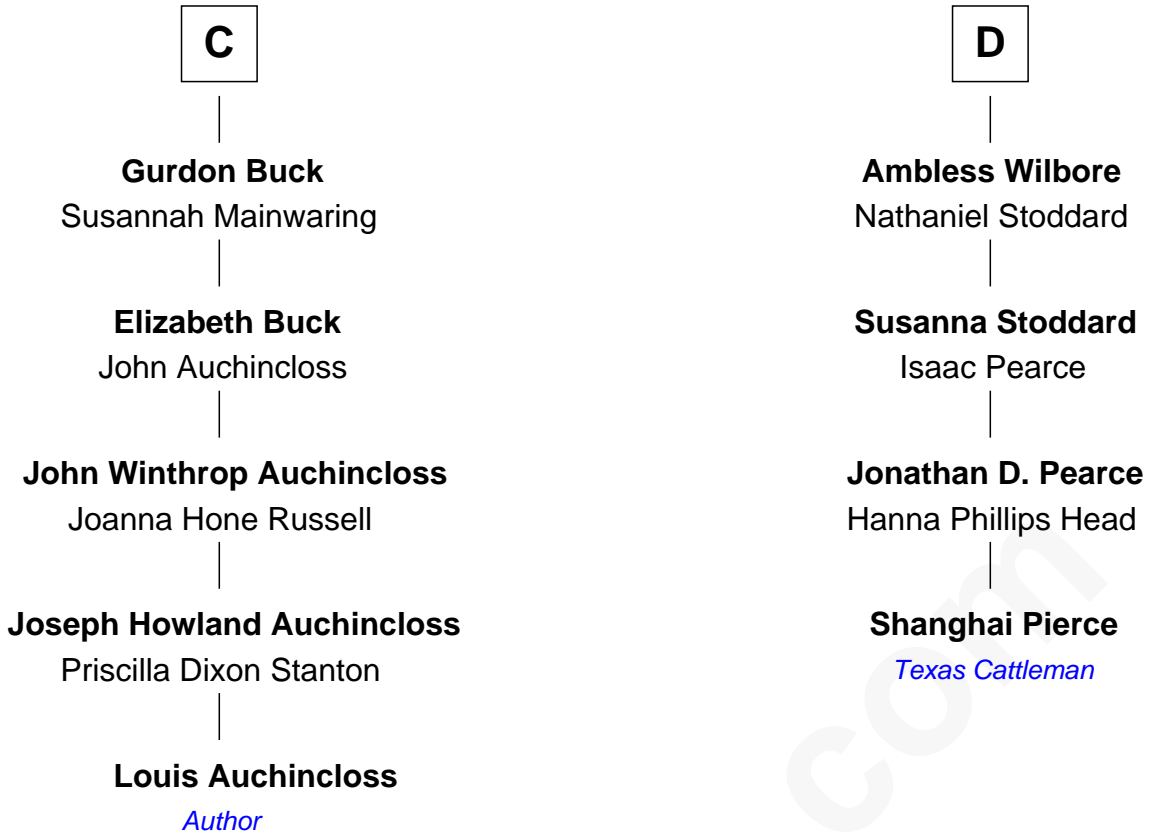 C
Gurdon Buck
Susannah Mainwaring
Elizabeth Buck
John Auchincloss
John Winthrop Auchincloss
Joanna Hone Russell
Joseph Howland Auchincloss
Priscilla Dixon Stanton
Louis Auchincloss
Author
D
Ambless Wilbore
Nathaniel Stoddard
Susanna Stoddard
Isaac Pearce
Jonathan D. Pearce
Hanna Phillips Head
Shanghai Pierce
Texas Cattleman
com